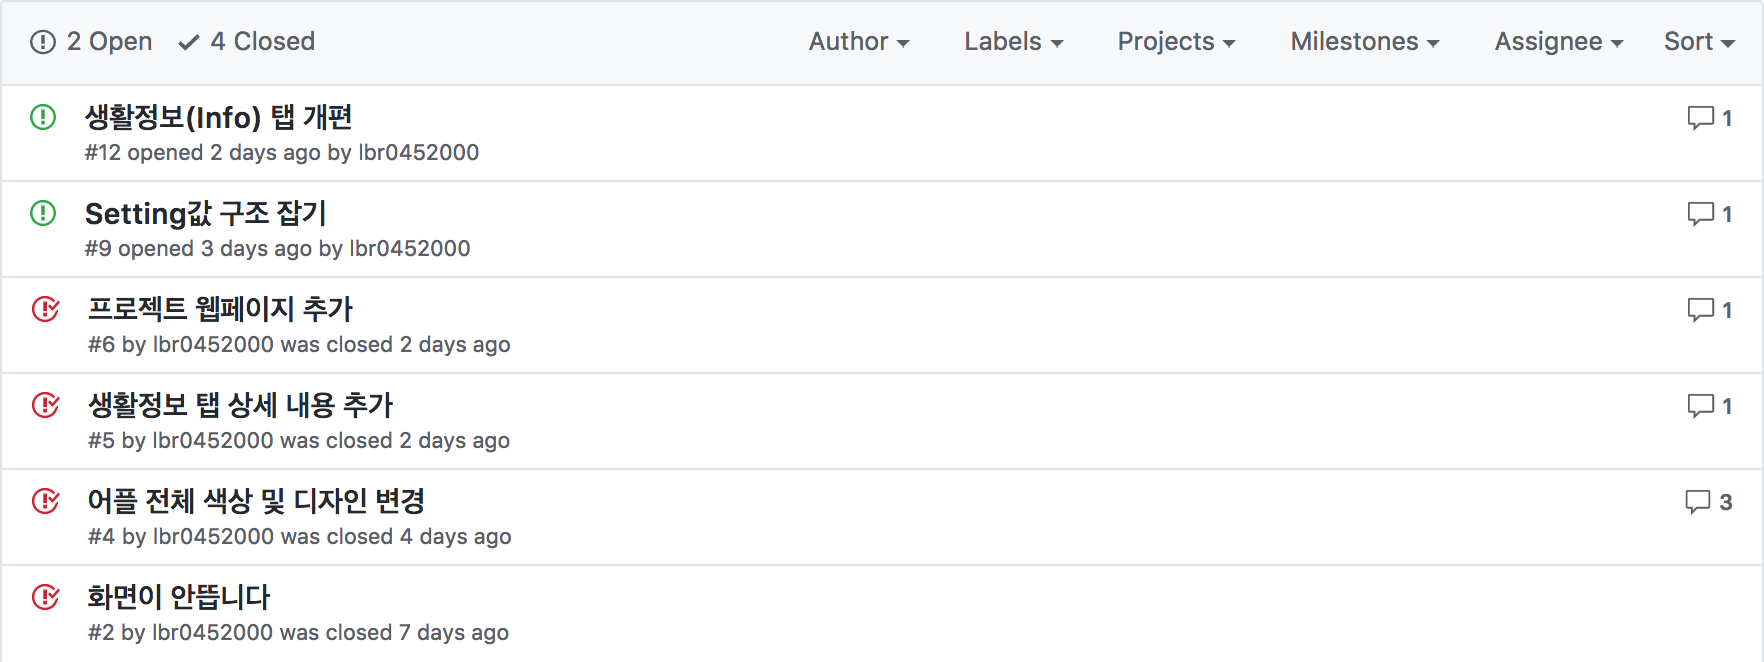 2 Open 4 Closed Author Labels Projects Milestones Assignee Sort
생활정보(Info) 탭 개편 1
#12 opened 2 days ago by lbr0452000
Setting값 구조 잡기 1
#9 opened 3 days ago by lbr0452000
프로젝트 웹페이지 추가 1
#6 by lbr0452000 was closed 2 days ago
생활정보 탭 상세 내용 추가 1
#5 by lbr0452000 was closed 2 days ago
어플 전체 색상 및 디자인 변경 3
#4 by lbr0452000 was closed 4 days ago
화면이 안뜹니다
#2 by lbr0452000 was closed 7 days ago